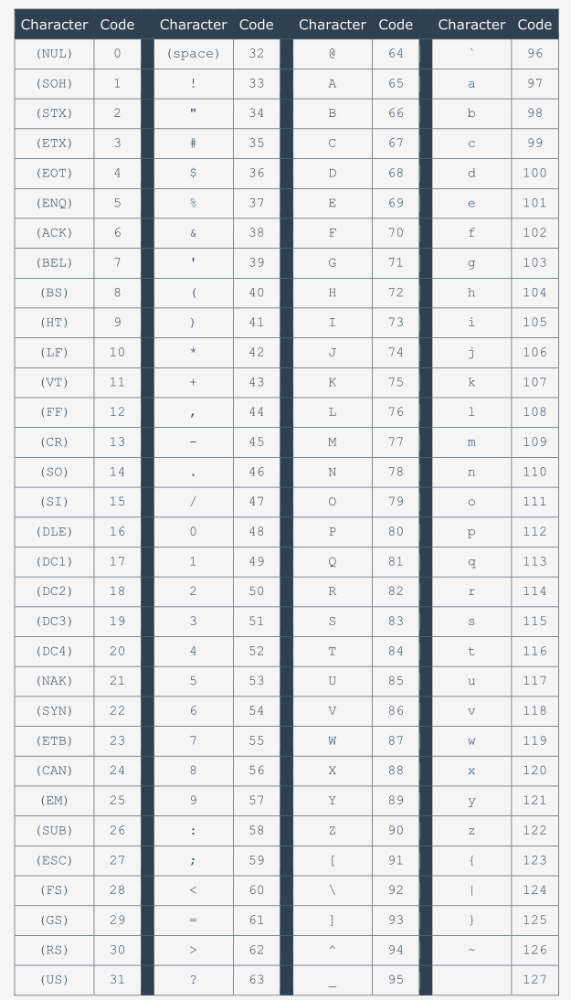 Character Code Character Code Character Code Character Code
(NUL) 0 (space) 32 @ 64 ` 96
(SOH) 1 ! 33 A 65 a 97
(STX) 2 " 34 B 66 b 98
(ETX) 3 # 35 C 67 c 99
(EOT) 4 $ 36 D 68 d 100
(ENQ) 5 % 37 E 69 e 101
(ACK) 6 & 38 F 70 f 102
(BEL) 7 ' 39 G 71 g 103
(BS) 8 ( 40 H 72 h 104
(HT) 9 ) 41 I 73 i 105
(LF) 10 * 42 J 74 j 106
(VT) 11 + 43 K 75 k 107
(FF) 12 , 44 L 76 l 108
(CR) 13 - 45 M 77 m 109
(SO) 14 . 46 N 78 n 110
(SI) 15 / 47 O 79 o 111
(DLE) 16 0 48 P 80 p 112
(DC1) 17 1 49 Q 81 q 113
(DC2) 18 2 50 R 82 r 114
(DC3) 19 3 51 S 83 s 115
(DC4) 20 4 52 T 84 t 116
(NAK) 21 5 53 U 85 u 117
(SYN) 22 6 54 V 86 v 118
(ETB) 23 7 55 W 87 w 119
(CAN) 24 8 56 X 88 x 120
(EM) 25 9 57 Y 89 y 121
(SUB) 26 : 58 Z 90 z 122
(ESC) 27 ; 59 [ 91 { 123
(FS) 28 < 60 \ 92 | 124
(GS) 29 = 61 ] 93 } 125
(RS) 30 > 62 ^ 94 ~ 126
(US) 31 ? 63 _ 95 127